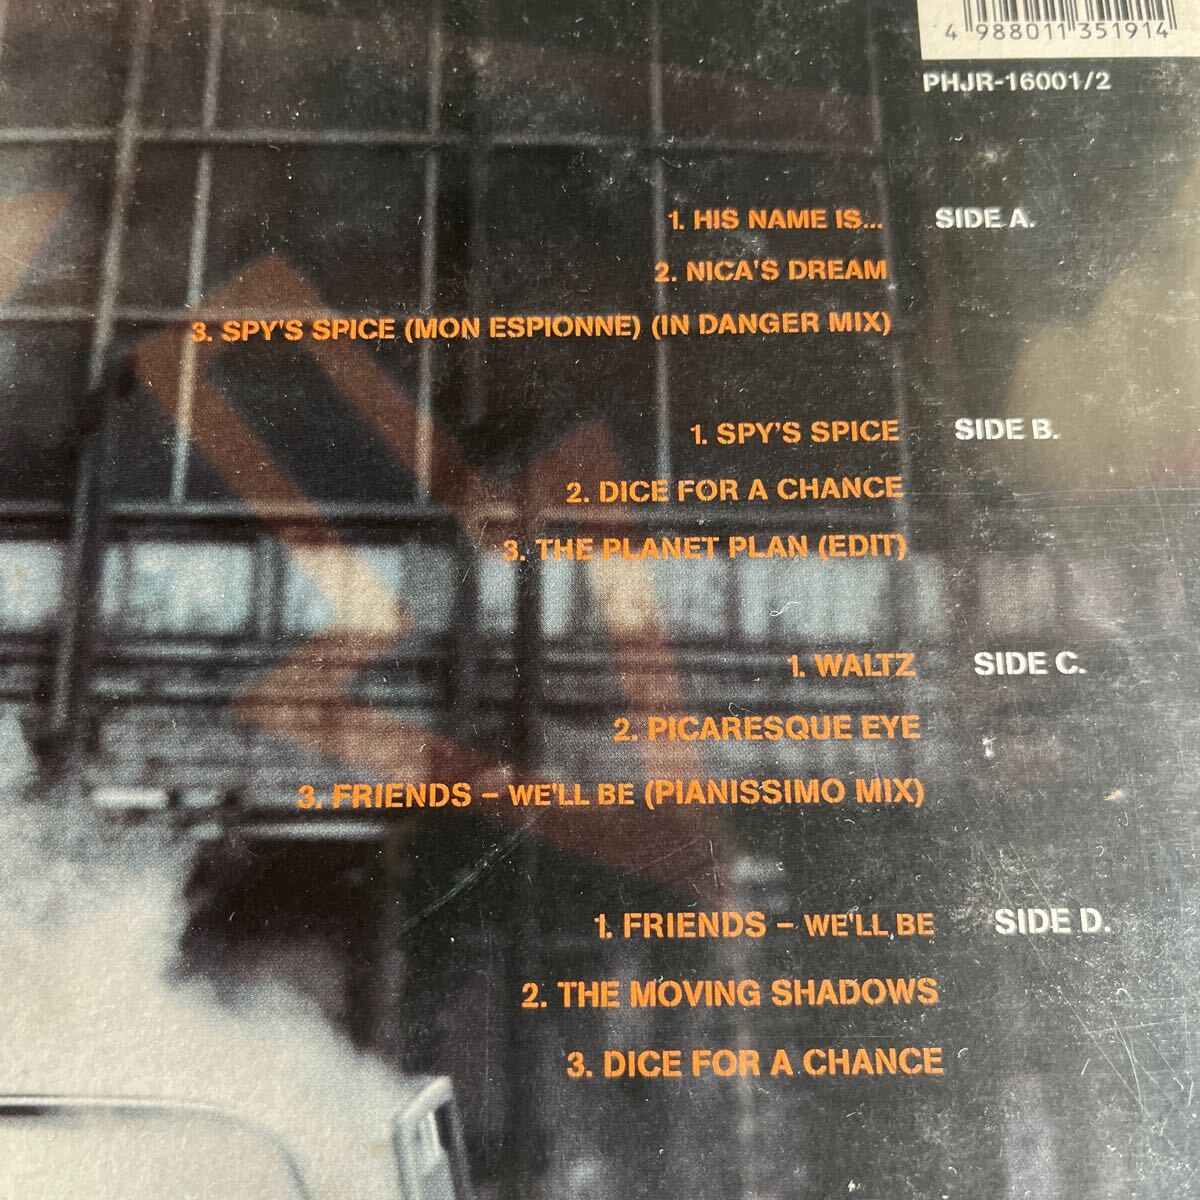 4 988011 351914
PHJR-16001/2
1. HIS NAME IS... SIDE A.
2. NICA'S DREAM
3. SPY'S SPICE (MON ESPIONNE) (IN DANGER MIX)
1. SPY'S SPICE SIDE B.
2. DICE FOR A CHANCE
3. THE PLANET PLAN (EDIT)
1. WALTZ SIDE C.
2. PICARESQUE EYE
3. FRIENDS – WE'LL BE (PIANISSIMO MIX)
1. FRIENDS – WE'LL BE SIDE D.
2. THE MOVING SHADOWS
3. DICE FOR A CHANCE